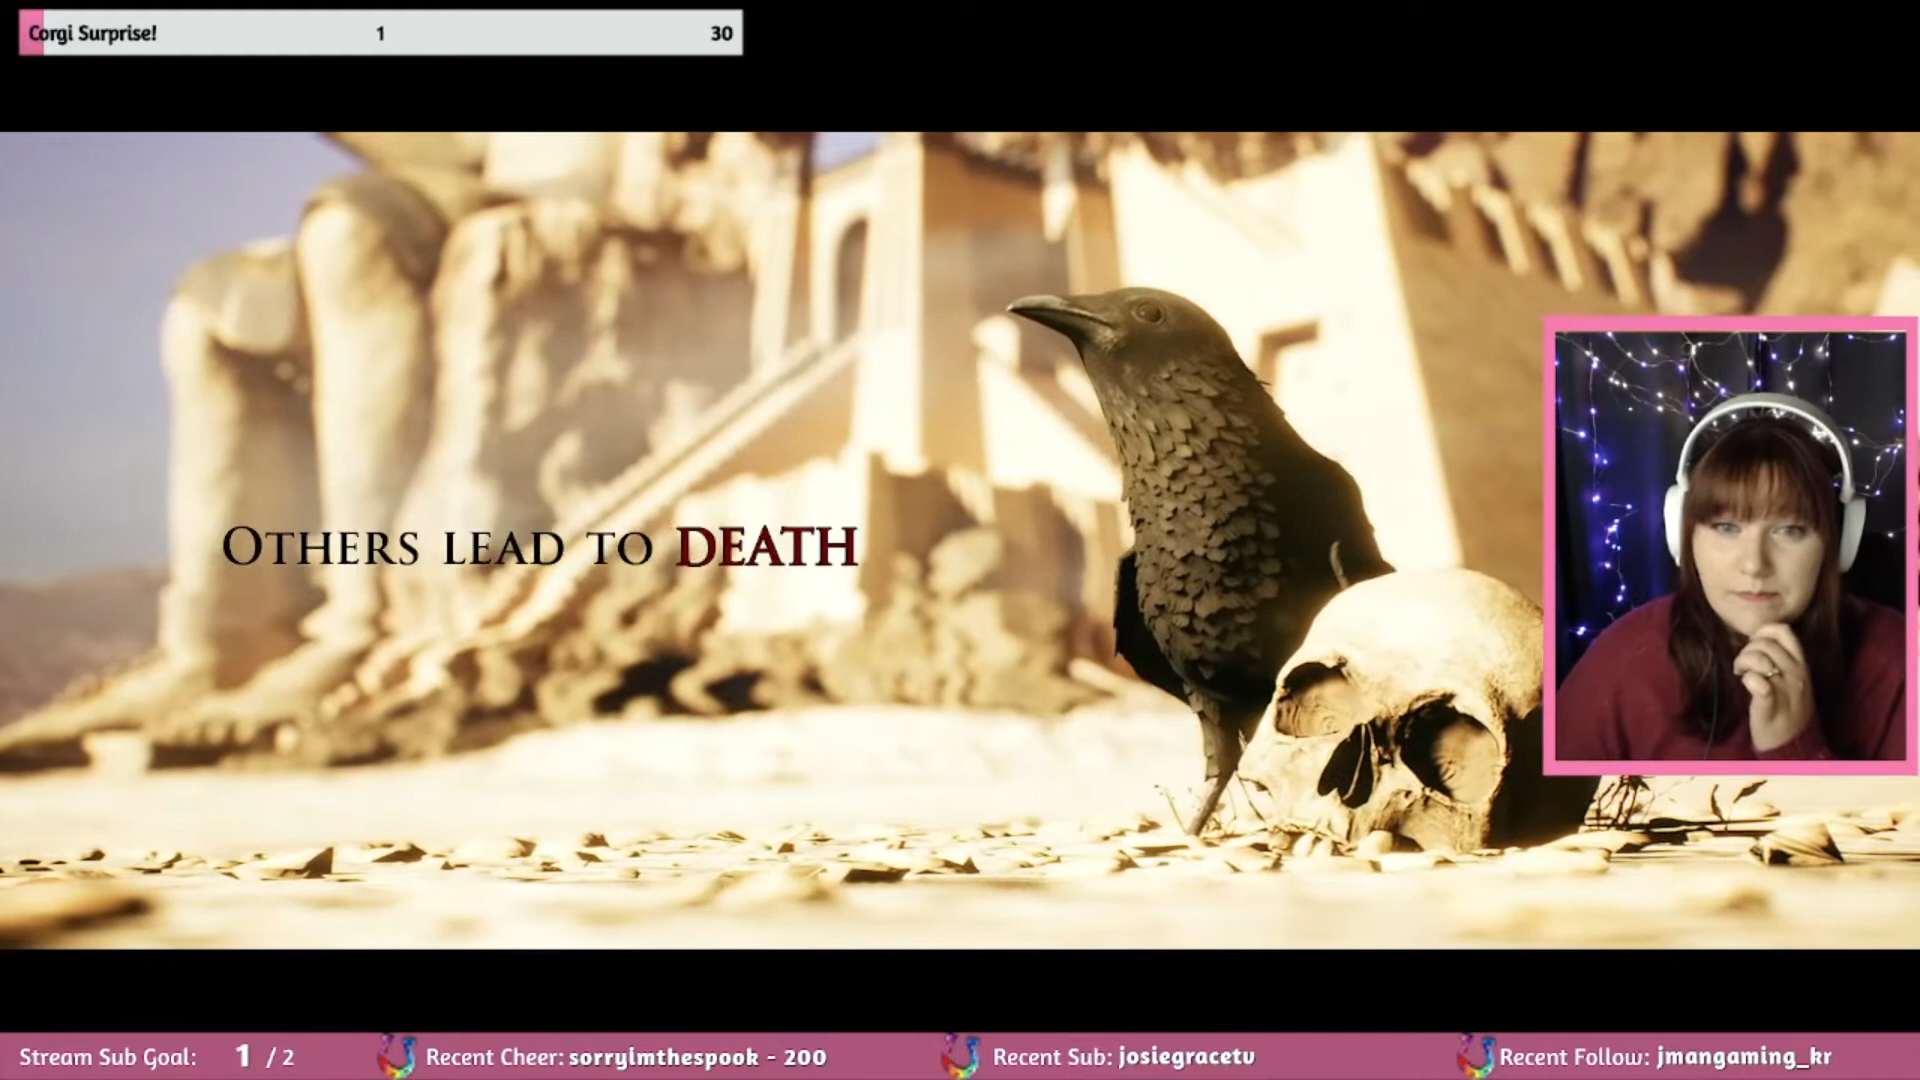 Corgi Surprise! 1 30
OTHERS LEAD TO DEATH
Stream Sub Goal: 1 / 2 Recent Cheer: sorryimthespook - 200 Recent Sub: josiegracetv Recent Follow: jmangaming_kr